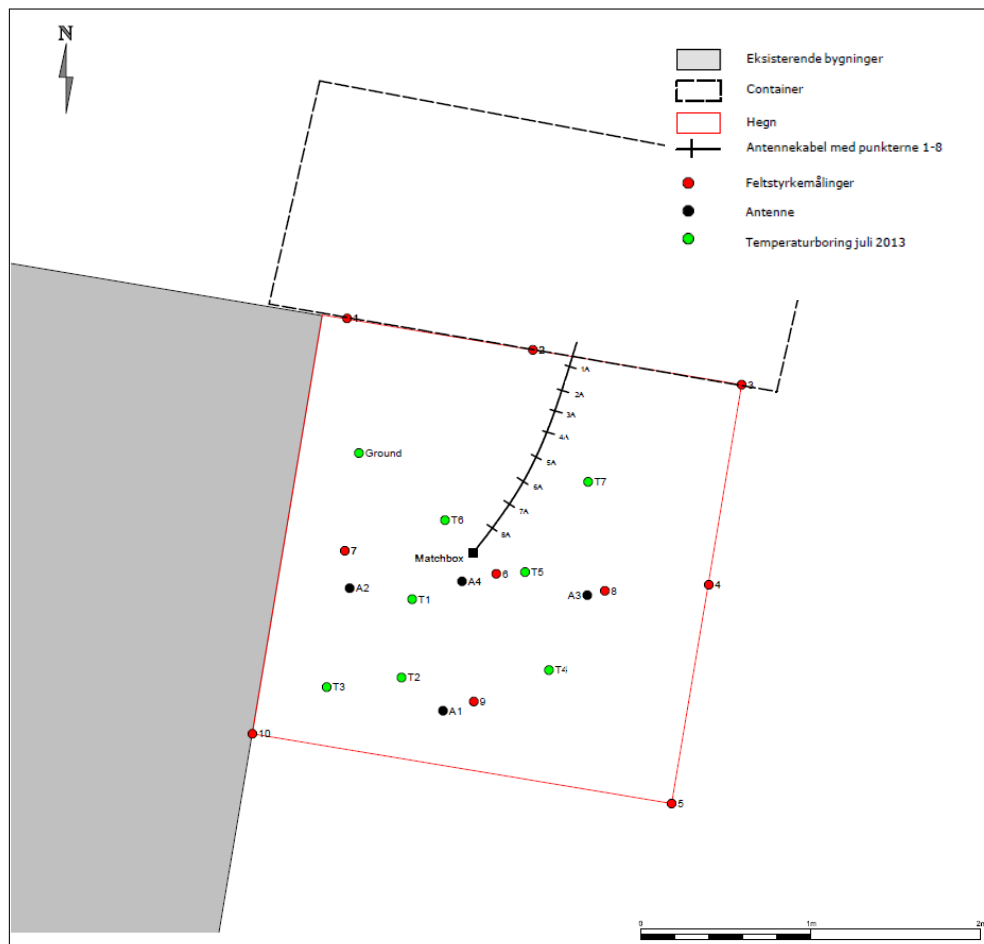 N
Eksisterende bygninger
Container
Hegn
Antennekabel med punkterne 1-8
Feltstyrkemålinger
Antenne
Temperaturboring juli 2013
1
2
3
1A
2A
3A
4A
5A
6A
7A
8A
Ground
T7
T6
Matchbox
7
6
T5
A2
A4
A3
8
4
T1
T4
T2
T3
9
A1
10
5
0
1m
2m